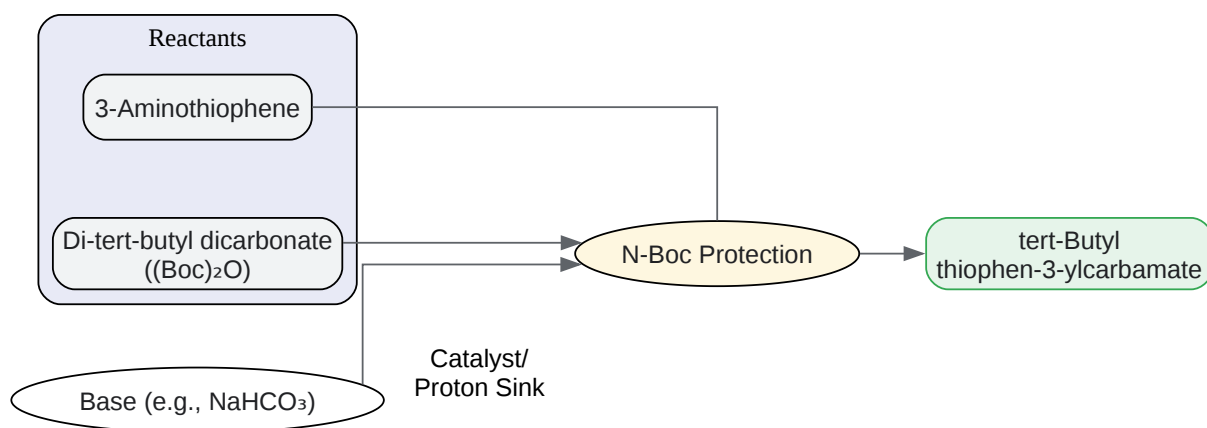 Reactants
3-Aminothiophene
Di-tert-butyl dicarbonate
((Boc)₂O)
N-Boc Protection
tert-Butyl
thiophen-3-ylcarbamate
Catalyst/
Proton Sink
Base (e.g., NaHCO₃)